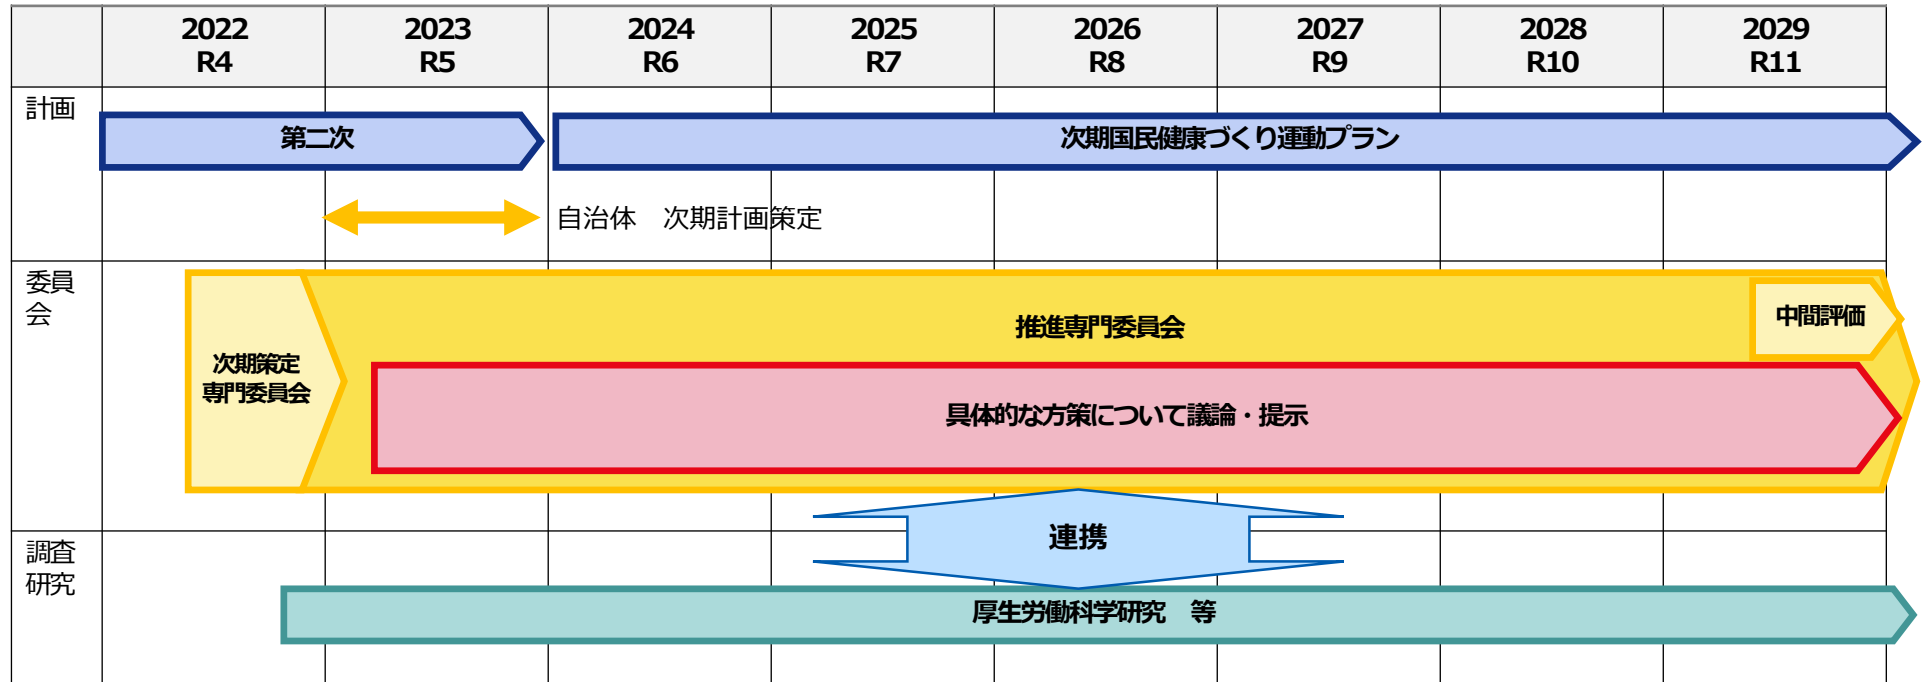 2022
R4
2023
R5
2024
R6
2025
R7
2026
R8
2027
R9
2028
R10
2029
R11
計画
第二次
次期国民健康づくり運動プラン
自治体　次期計画策定
委員
会
次期策定
専門委員会
推進専門委員会
中間評価
具体的な方策について議論・提示
連携
調査
研究
厚生労働科学研究　等